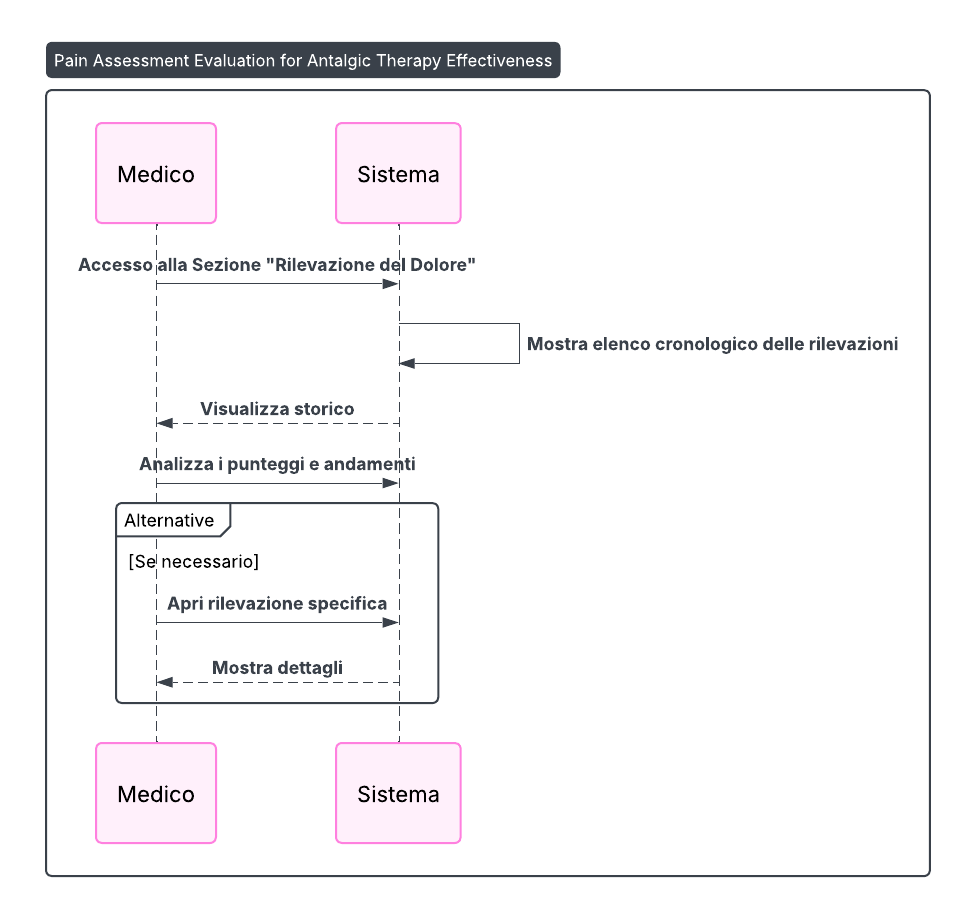 Pain Assessment Evaluation for Antalgic Therapy Effectiveness
Medico
Sistema
Accesso alla Sezione "Rilevazione del Dolore"
Mostra elenco cronologico delle rilevazioni
Visualizza storico
Analizza i punteggi e andamenti
Alternative
[Se necessario]
Apri rilevazione specifica
Mostra dettagli
Medico
Sistema